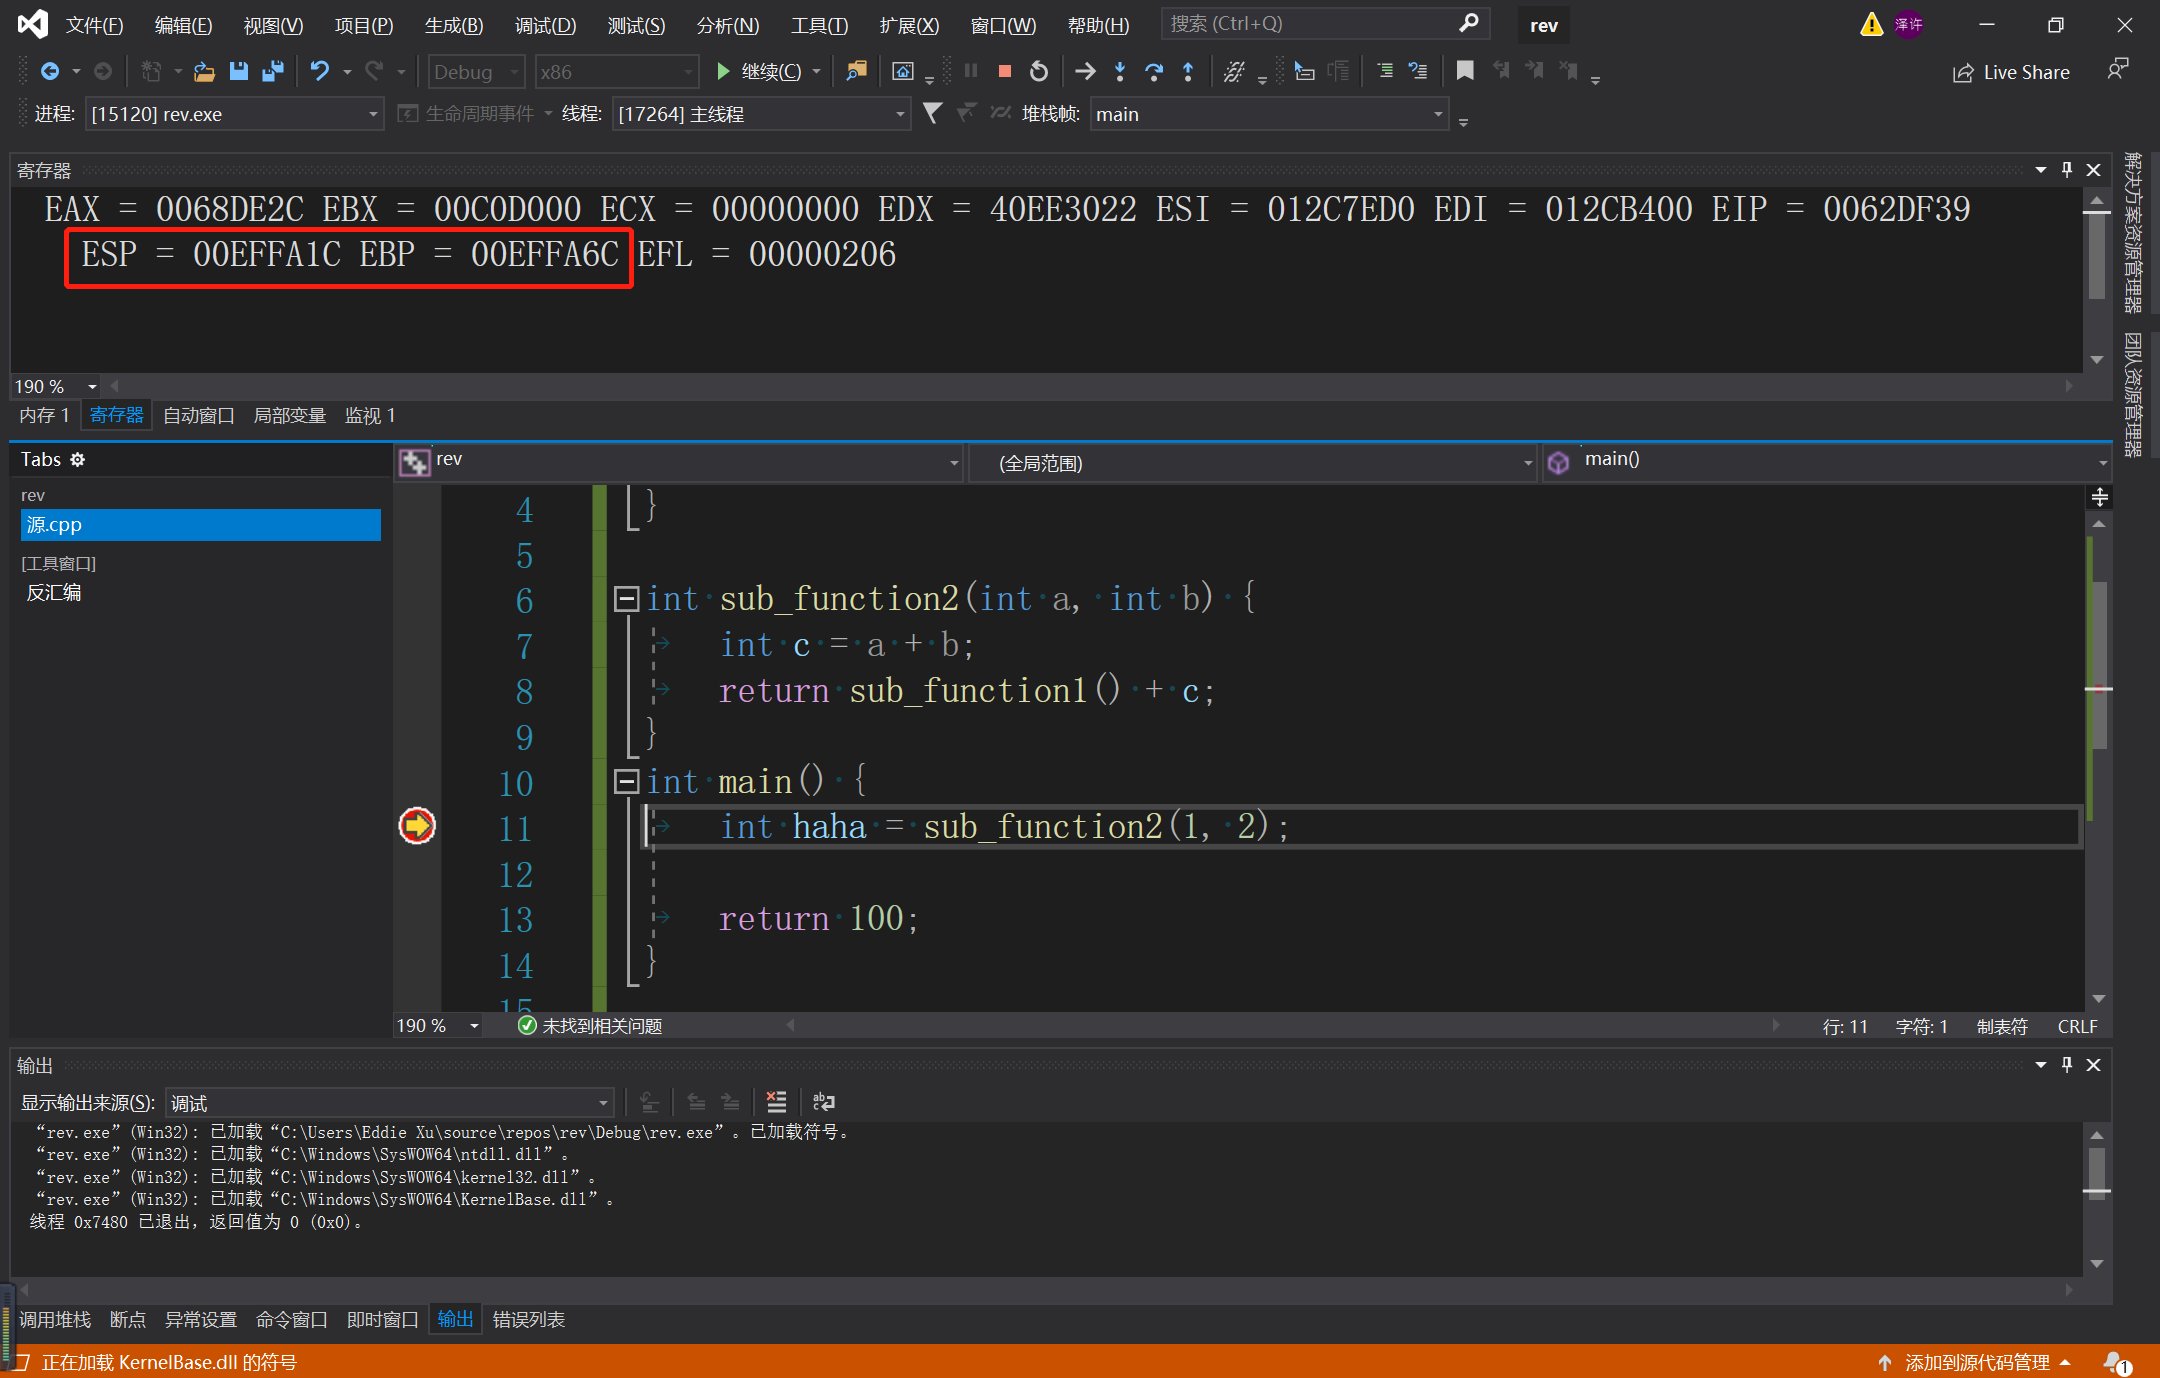 文件(F) 编辑(E) 视图(V) 项目(P) 生成(B) 调试(D) 测试(S) 分析(N) 工具(T) 扩展(X) 窗口(W) 帮助(H) 搜索 (Ctrl+Q) rev 泽许
Debug x86 继续(C) Live Share
进程: [15120] rev.exe 生命周期事件 线程: [17264] 主线程 堆栈帧: main
寄存器
EAX = 0068DE2C EBX = 00C0D000 ECX = 00000000 EDX = 40EE3022 ESI = 012C7ED0 EDI = 012CB400 EIP = 0062DF39
ESP = 00EFFA1C EBP = 00EFFA6C EFL = 00000206
190 %
内存 1 寄存器 自动窗口 局部变量 监视 1
解决方案资源管理器
团队资源管理器
Tabs
rev
源.cpp
[工具窗口]
反汇编
rev (全局范围) main()
4 }
5
6 int sub_function2(int a, int b) {
7 int c = a + b;
8 return sub_function1() + c;
9 }
10 int main() {
11 int haha = sub_function2(1, 2);
12
13 return 100;
14 }
15
190 % 未找到相关问题 行: 11 字符: 1 制表符 CRLF
输出
显示输出来源(S): 调试
“rev.exe”(Win32): 已加载“C:\Users\Eddie Xu\source\repos\rev\Debug\rev.exe”。已加载符号。
“rev.exe”(Win32): 已加载“C:\Windows\SysWOW64\ntdll.dll”。
“rev.exe”(Win32): 已加载“C:\Windows\SysWOW64\kernel32.dll”。
“rev.exe”(Win32): 已加载“C:\Windows\SysWOW64\KernelBase.dll”。
线程 0x7480 已退出，返回值为 0 (0x0)。
调用堆栈 断点 异常设置 命令窗口 即时窗口 输出 错误列表
正在加载 KernelBase.dll 的符号 添加到源代码管理 1